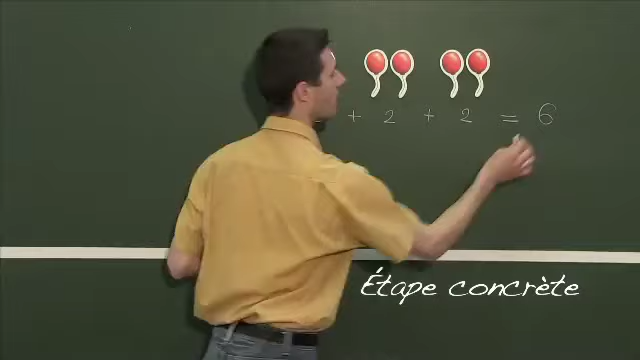 + 2 + 2 = 6
Étape concrète